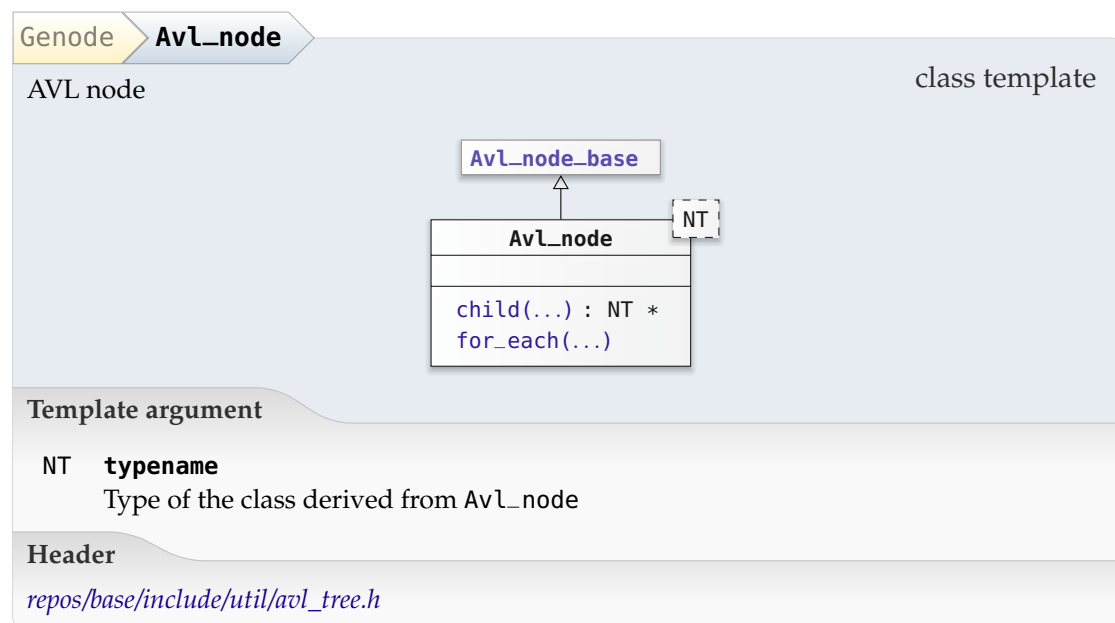 Genode Avl_node
AVL node
class template
Avl_node_base
NT
Avl_node
child(...) : NT *
for_each(...)
Template argument
NT typename
Type of the class derived from Avl_node
Header
repos/base/include/util/avl_tree.h